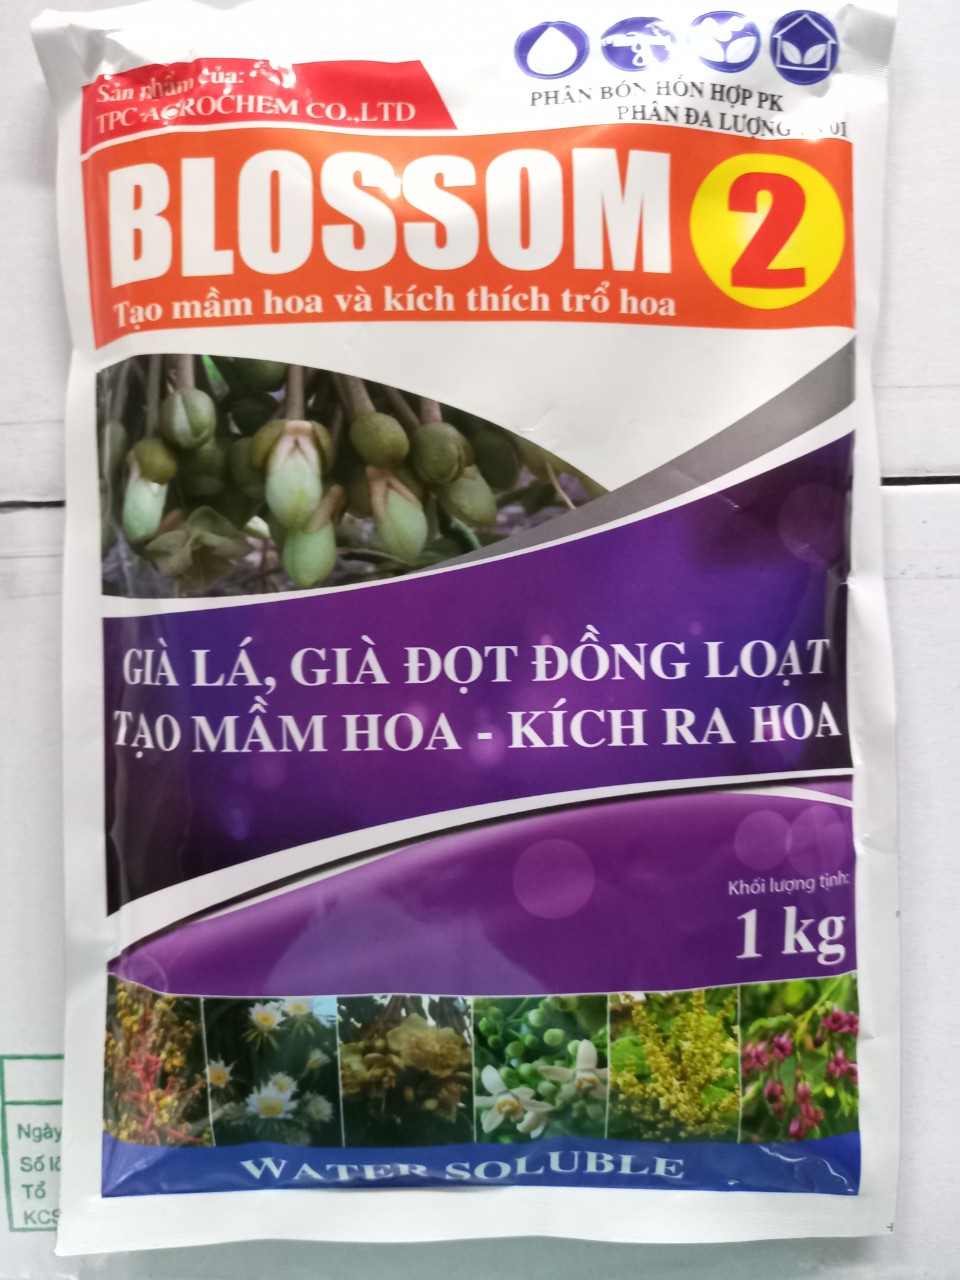 Sản phẩm của:
TPC AGROCHEM CO.,LTD
PHÂN BÓN HỖN HỢP PK
PHÂN ĐA LƯỢNG 01
BLOSSOM 2
Tạo mầm hoa và kích thích trổ hoa
GIÀ LÁ, GIÀ ĐỌT ĐỒNG LOẠT
TẠO MẦM HOA - KÍCH RA HOA
Khối lượng tịnh:
1 kg
WATER SOLUBLE
Ngày
Số
Tổ
KCS